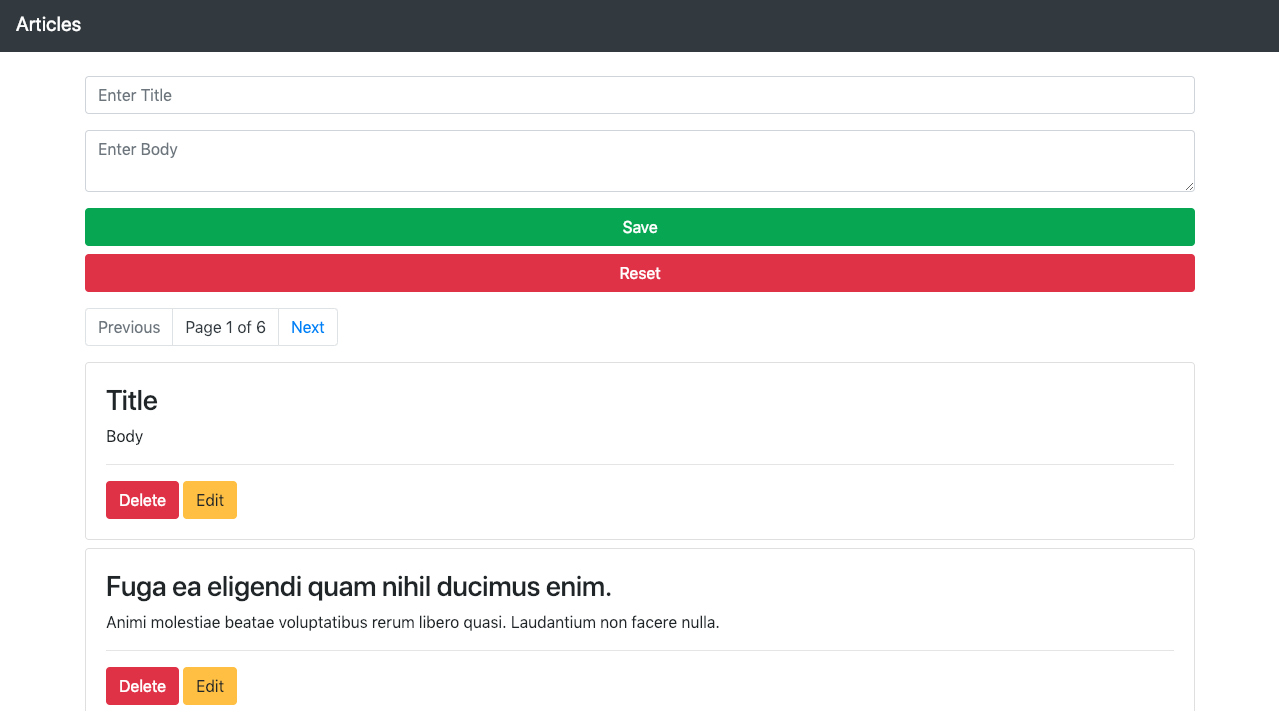 Articles
Enter Title
Enter Body
Save
Reset
Previous Page 1 of 6 Next
Title
Body
Delete Edit
Fuga ea eligendi quam nihil ducimus enim.
Animi molestiae beatae voluptatibus rerum libero quasi. Laudantium non facere nulla.
Delete Edit